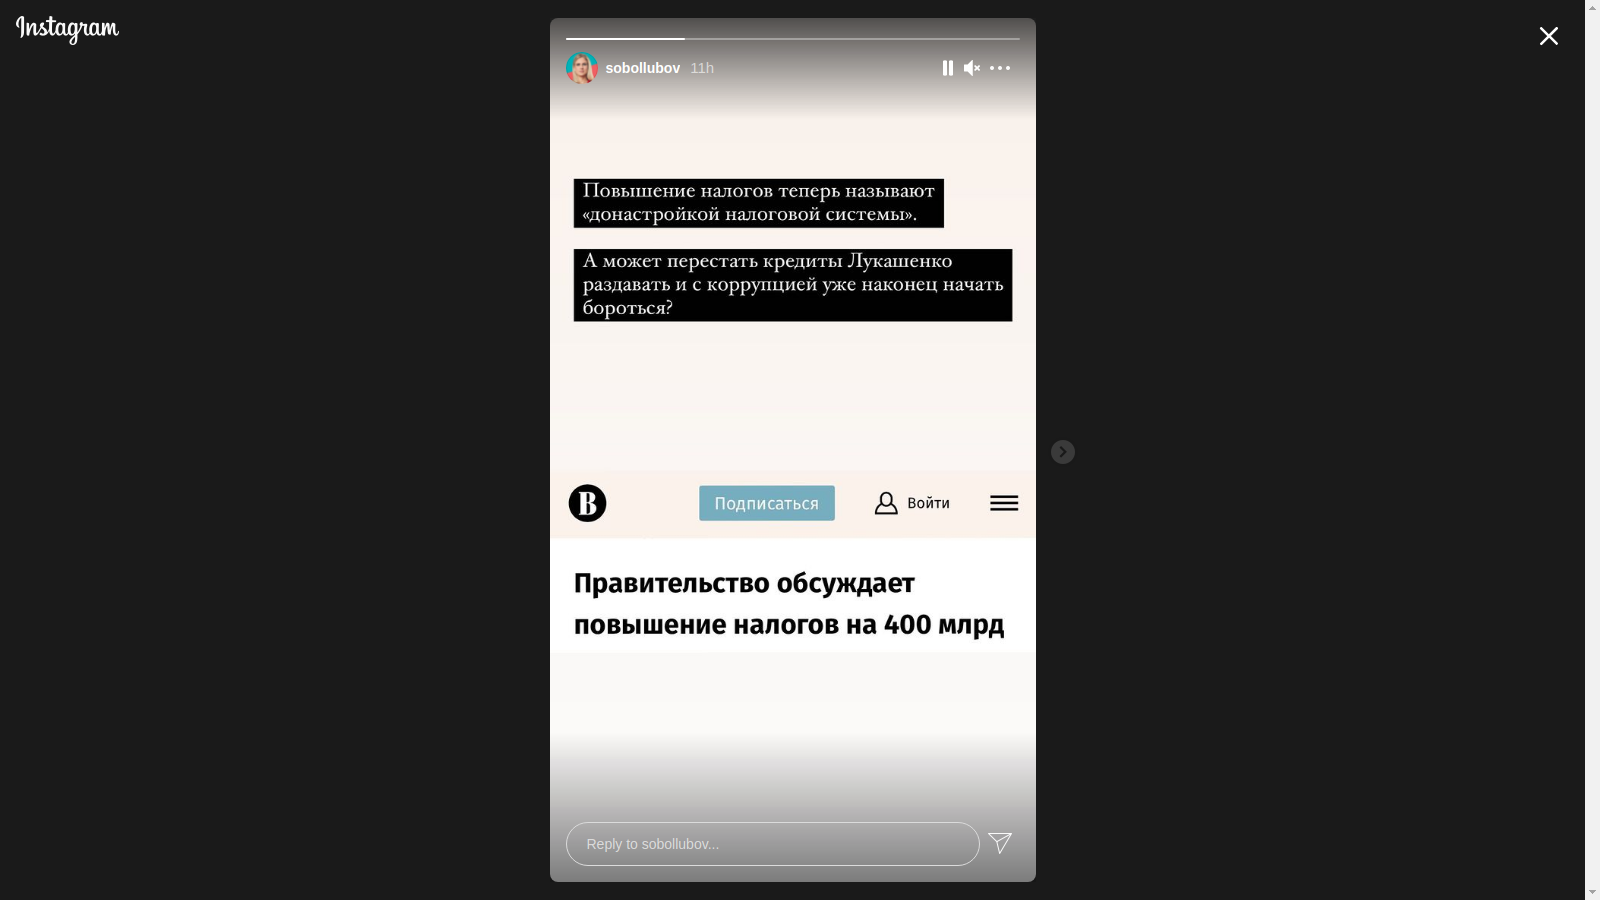 Instagram
sobollubov 11h
Повышение налогов теперь называют
«донастройкой налоговой системы».
А может перестать кредиты Лукашенко
раздавать и с коррупцией уже наконец начать
бороться?
В Подписаться Войти
Правительство обсуждает
повышение налогов на 400 млрд
Reply to sobollubov...